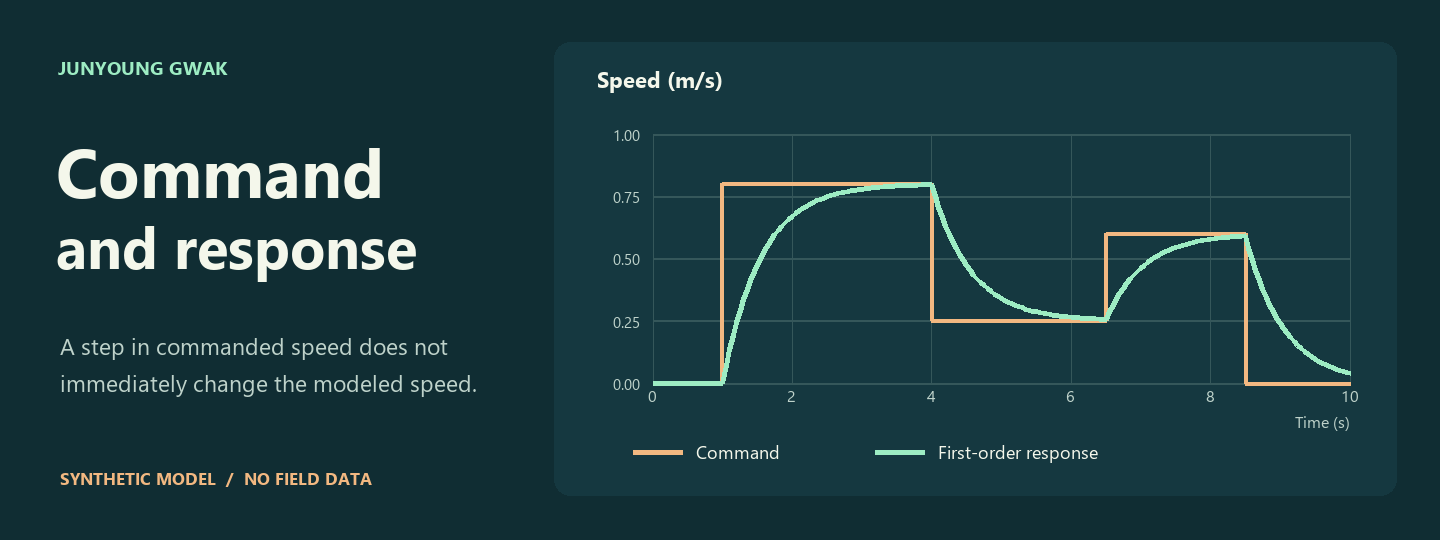 JUNYOUNG GWAK
Command
and response
A step in commanded speed does not
immediately change the modeled speed.
SYNTHETIC MODEL / NO FIELD DATA
Speed (m/s)
1.00
0.75
0.50
0.25
0.00
0 2 4 6 8 10
Time (s)
Command First-order response